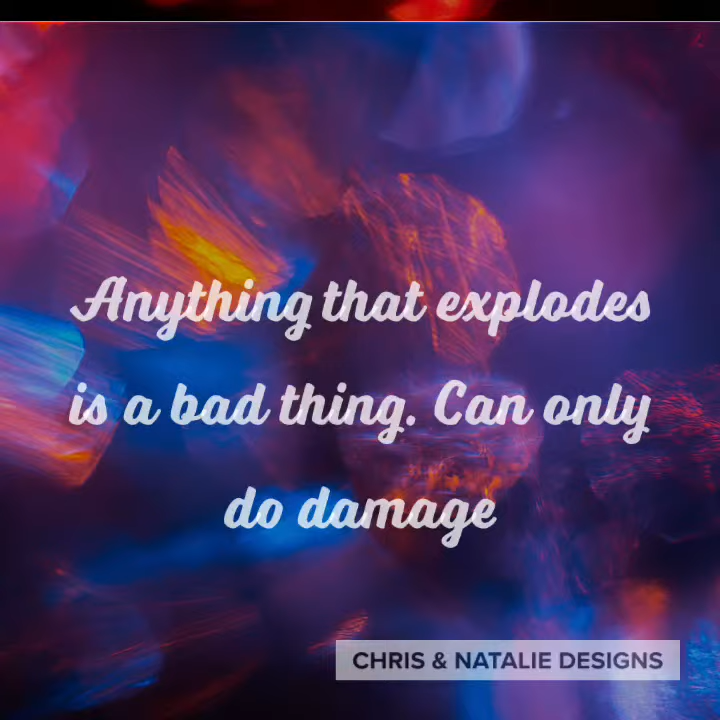 Anything that explodes
is a bad thing. Can only
do damage
CHRIS & NATALIE DESIGNS